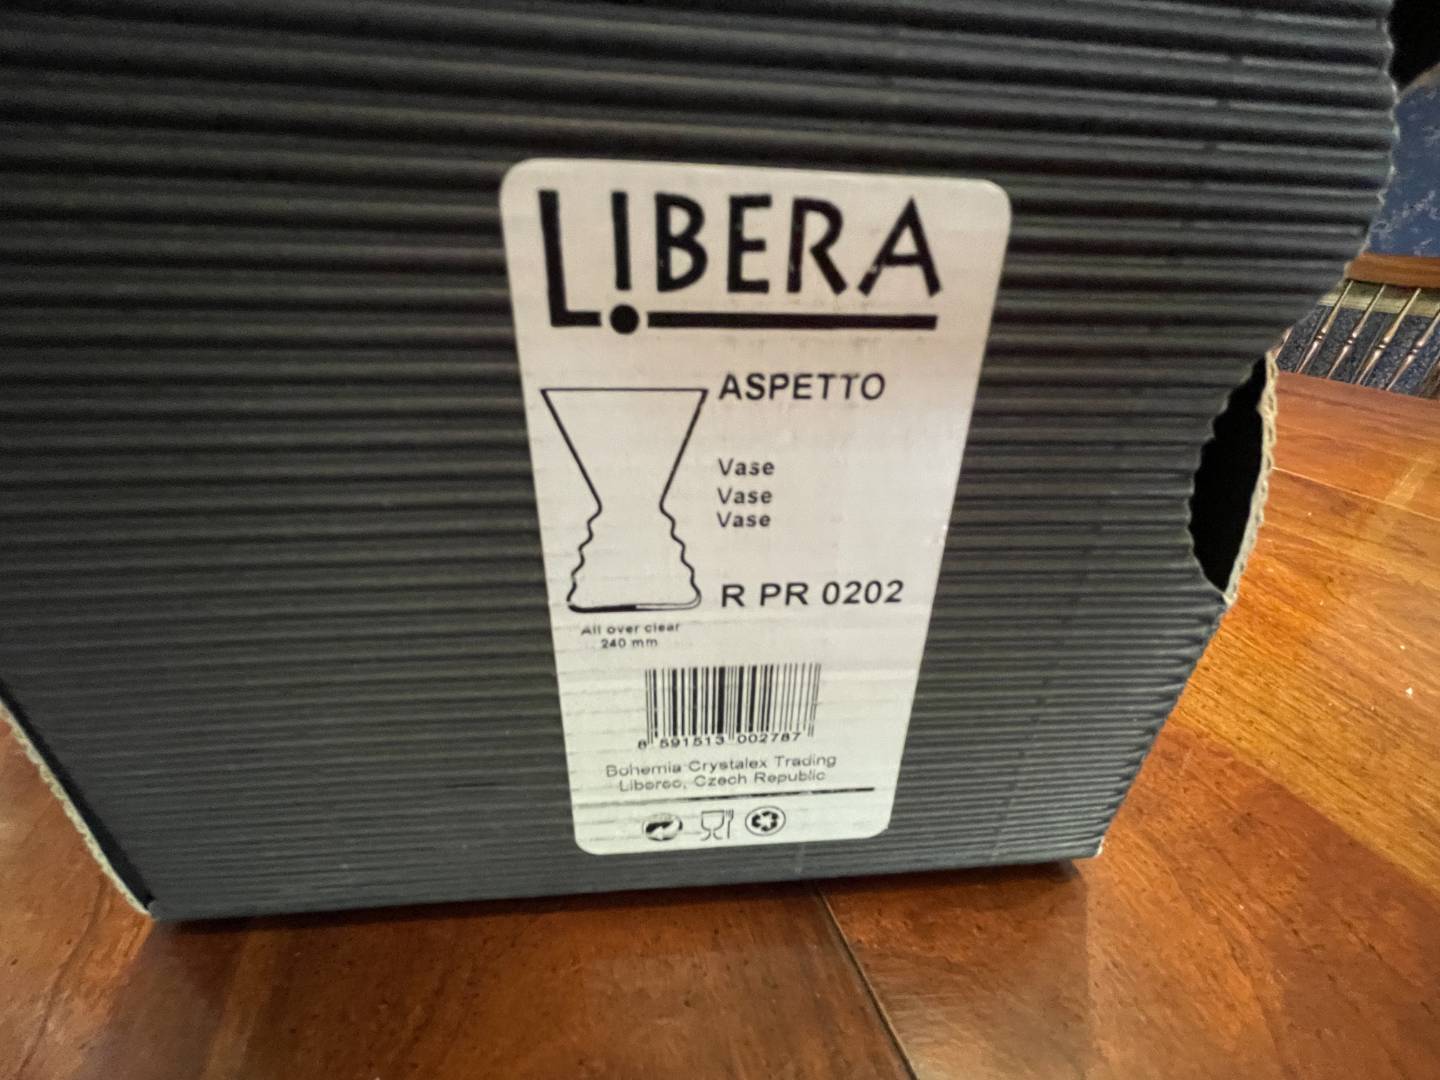 L!BERA
ASPETTO
Vase
Vase
Vase
R PR 0202
All over clear
240 mm
8 591513 002787
Bohemia Crystalex Trading
Liberec, Czech Republic